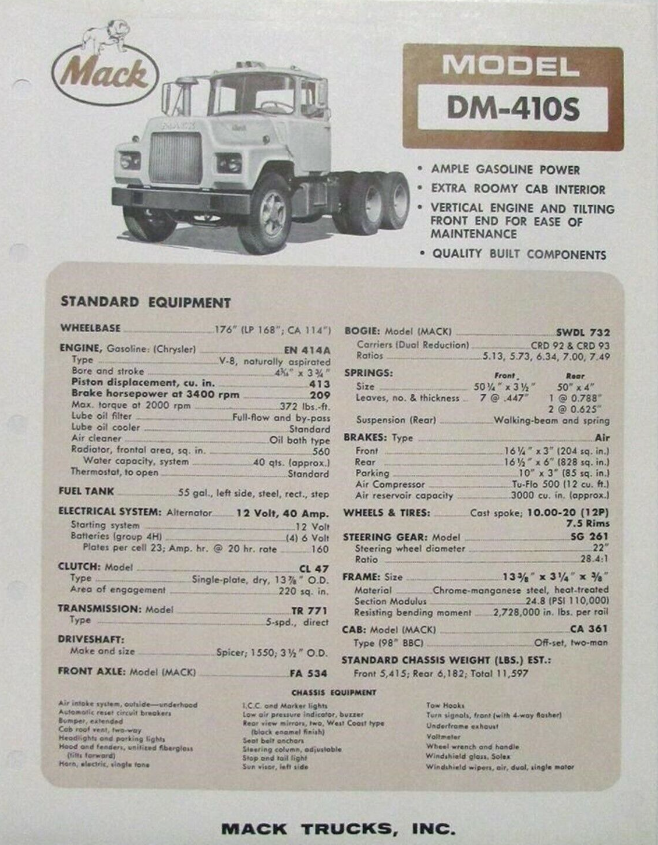 Mack
MODEL
DM-410S
• AMPLE GASOLINE POWER
• EXTRA ROOMY CAB INTERIOR
• VERTICAL ENGINE AND TILTING
FRONT END FOR EASE OF
MAINTENANCE
• QUALITY BUILT COMPONENTS
STANDARD EQUIPMENT
WHEELBASE 176" (LP 168"; CA 114")
ENGINE, Gasoline: (Chrysler) EN 414A
Type V-8, naturally aspirated
Bore and stroke x 3¾"
Piston displacement, cu. in. 413
Brake horsepower at 3400 rpm 209
Max. torque at 2000 rpm 372 lbs.-ft.
Lube oil filter Full-flow and by-pass
Lube oil cooler Standard
Air cleaner Oil bath type
Radiator, frontal area, sq. in. 560
Water capacity, system 40 qts. (approx.)
Thermostat, to open Standard
FUEL TANK 55 gal., left side, steel, rect., step
ELECTRICAL SYSTEM: Alternator 12 Volt, 40 Amp.
Starting system 12 Volt
Batteries (group 4H) (4) 6 Volt
Plates per cell 23; Amp. hr. @ 20 hr. rate 160
CLUTCH: Model CL 47
Type Single-plate, dry, 13⅞" O.D.
Area of engagement 220 sq. in.
TRANSMISSION: Model TR 771
Type 5-spd., direct
DRIVESHAFT:
Make and size Spicer; 1550; 3½" O.D.
FRONT AXLE: Model (MACK) FA 534
BOGIE: Model (MACK) SWDL 732
Carriers (Dual Reduction) CRD 92 & CRD 93
Ratios 5.13, 5.73, 6.34, 7.00, 7.49
SPRINGS: Front Rear
Size 50¼" x 3½" 50" x 4"
Leaves, no. & thickness 7 @ .447" 1 @ 0.788"
2 @ 0.625"
Suspension (Rear) Walking-beam and spring
BRAKES: Type Air
Front 16¼" x 3" (204 sq. in.)
Rear 16½" x 6" (828 sq. in.)
Parking 10" x 3" (85 sq. in.)
Air Compressor Tu-Flo 500 (12 cu. ft.)
Air reservoir capacity 3000 cu. in. (approx.)
WHEELS & TIRES: Cast spoke; 10.00-20 (12P)
7.5 Rims
STEERING GEAR: Model SG 261
Steering wheel diameter 22"
Ratio 28.4:1
FRAME: Size 13⅜" x 3¼" x ⅜"
Material Chrome-manganese steel, heat-treated
Section Modulus 24.8 (PSI 110,000)
Resisting bending moment 2,728,000 in. lbs. per rail
CAB: Model (MACK) CA 361
Type (98" BBC) Off-set, two-man
STANDARD CHASSIS WEIGHT (LBS.) EST.:
Front 5,415; Rear 6,182; Total 11,597
CHASSIS EQUIPMENT
Air intake system, outside—underhood
Automatic reset circuit breakers
Bumper, extended
Cab roof vent, two-way
Headlights and parking lights
Hood and fenders, unitized fiberglass
(tilts forward)
Horn, electric, single tone
I.C.C. and Marker lights
Low air pressure indicator, buzzer
Rear view mirrors, two, West Coast type
(black enamel finish)
Seat belt anchors
Steering column, adjustable
Stop and tail light
Sun visor, left side
Tow Hooks
Turn signals, front (with 4-way flasher)
Underframe exhaust
Voltmeter
Wheel wrench and handle
Windshield glass, Solex
Windshield wipers, air, dual, single motor
MACK TRUCKS, INC.